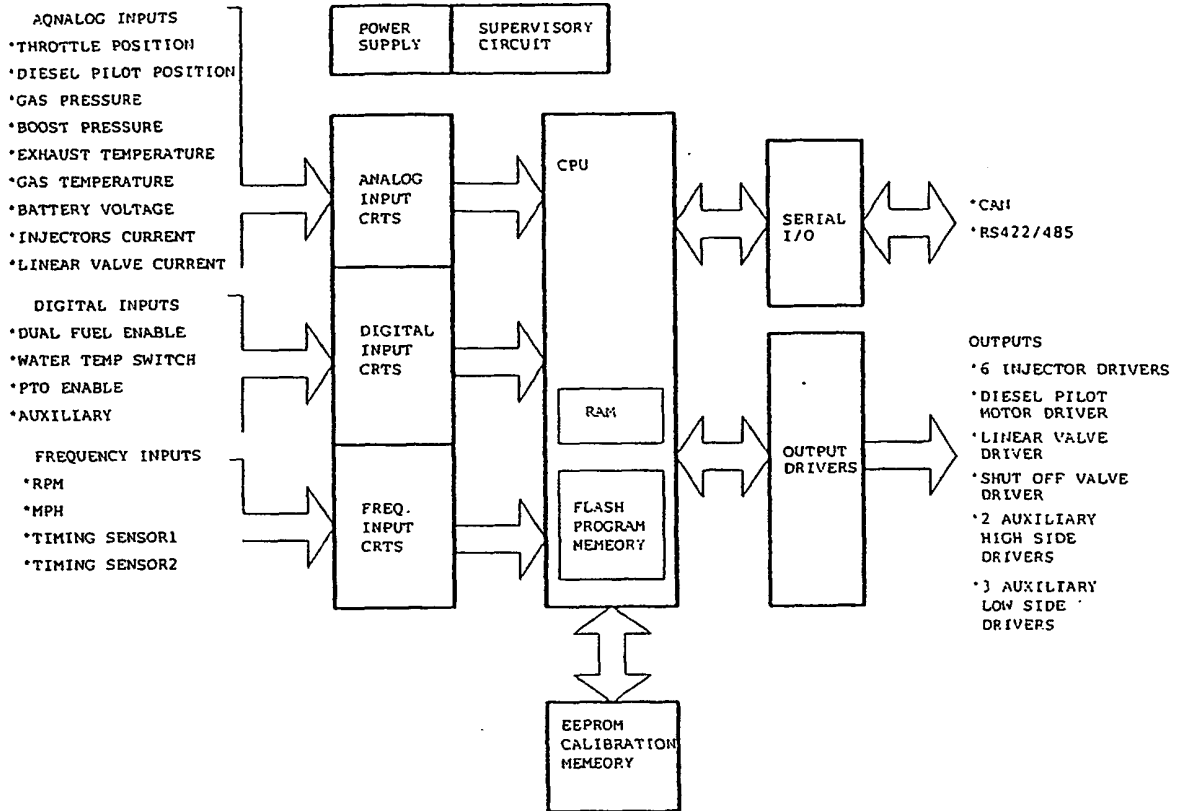 AQNALOG INPUTS
*THROTTLE POSITION
*DIESEL PILOT POSITION
*GAS PRESSURE
*BOOST PRESSURE
*EXHAUST TEMPERATURE
*GAS TEMPERATURE
*BATTERY VOLTAGE
*INJECTORS CURRENT
*LINEAR VALVE CURRENT
DIGITAL INPUTS
*DUAL FUEL ENABLE
*WATER TEMP SWITCH
*PTO ENABLE
*AUXILIARY
FREQUENCY INPUTS
*RPM
*MPH
*TIMING SENSOR1
*TIMING SENSOR2
POWER
SUPPLY
SUPERVISORY
CIRCUIT
ANALOG
INPUT
CRTS
DIGITAL
INPUT
CRTS
FREQ.
INPUT
CRTS
CPU
RAM
FLASH
PROGRAM
MEMEORY
EEPROM
CALIBRATION
MEMEORY
SERIAL
I/O
*CAN
*RS422/485
OUTPUT
DRIVERS
OUTPUTS
*6 INJECTOR DRIVERS
*DIESEL PILOT
MOTOR DRIVER
*LINEAR VALVE
DRIVER
*SHUT OFF VALVE
DRIVER
*2 AUXILIARY
HIGH SIDE
DRIVERS
*3 AUXILIARY
LOW SIDE
DRIVERS